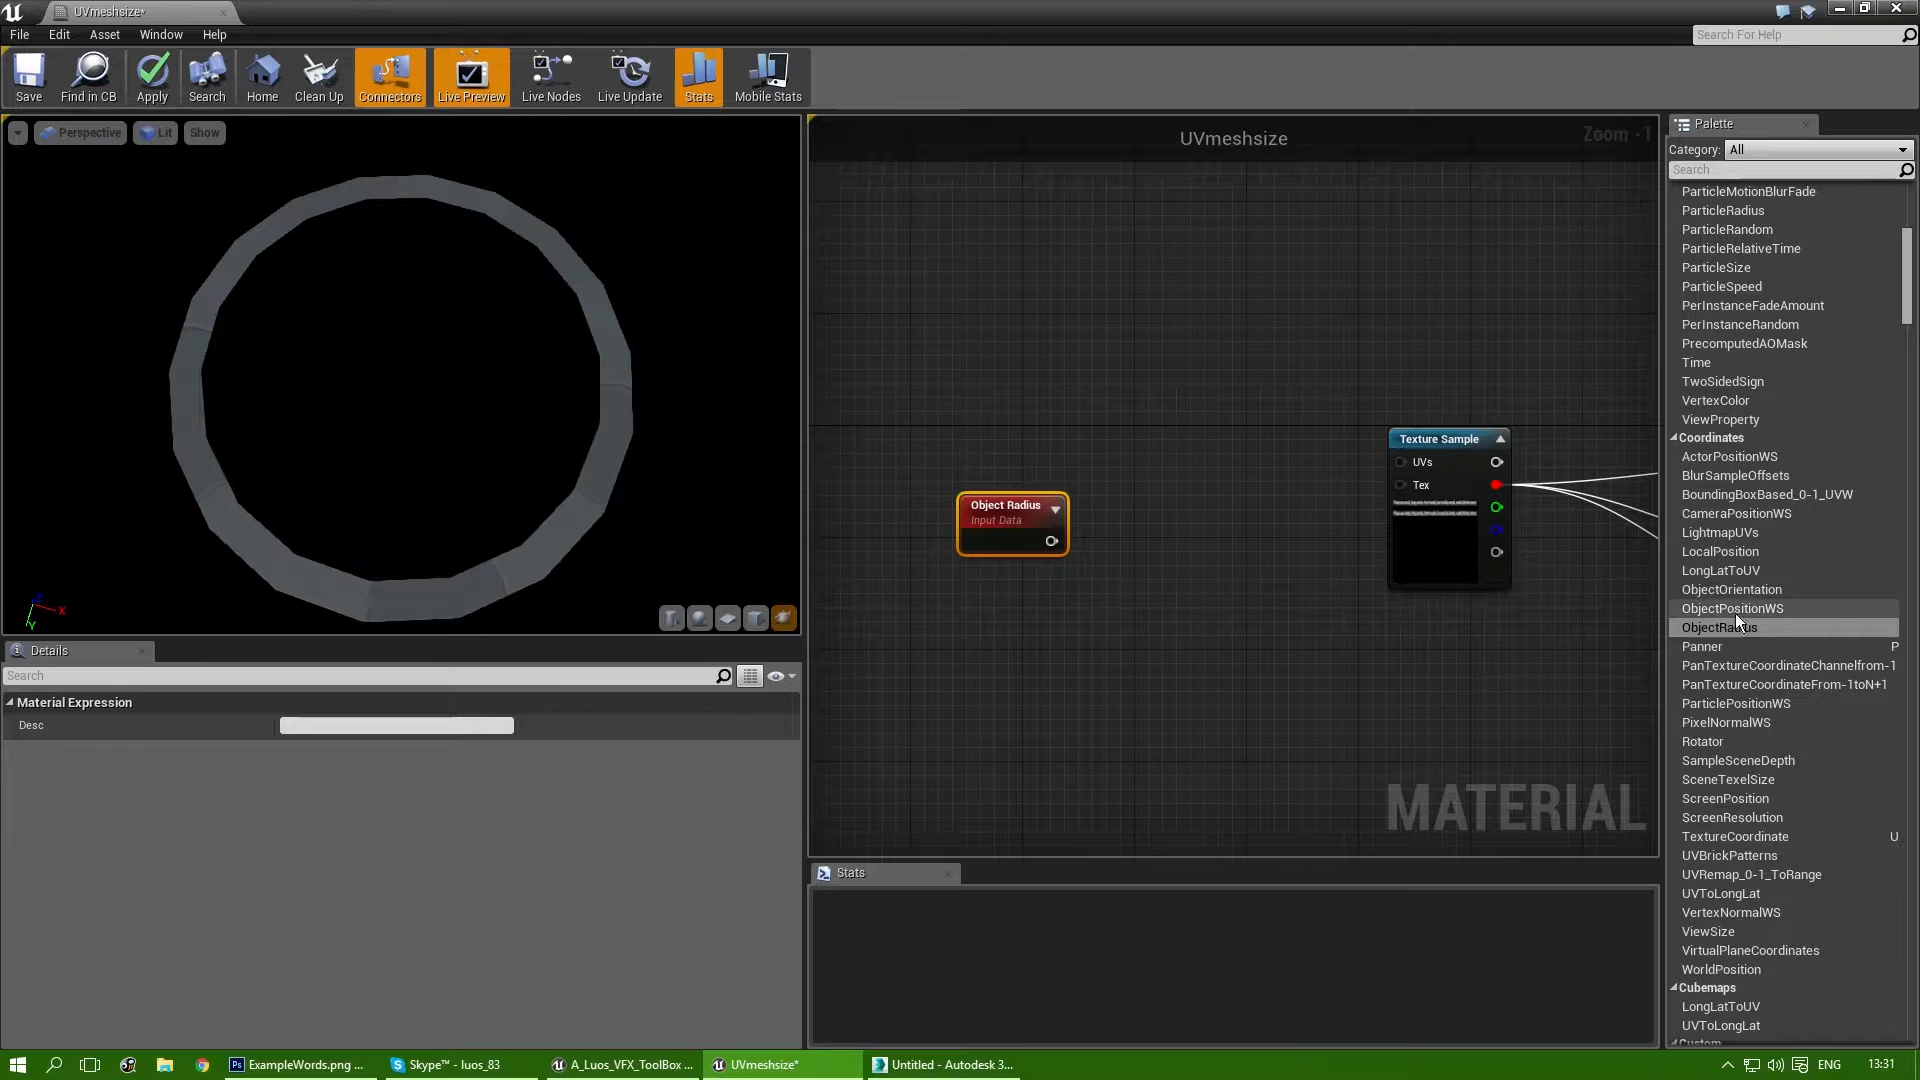 UVmeshsize*
File Edit Asset Window Help
Search For Help
Save Find in CB Apply Search Home Clean Up Connectors Live Preview Live Nodes Live Update Stats Mobile Stats
Perspective Lit Show
X
Y
UVmeshsize
Zoom -1
Object Radius
Input Data
Texture Sample
UVs
Tex
MATERIAL
Stats
Details
Search
Material Expression
Desc
Palette
Category: All
Search
ParticleMotionBlurFade
ParticleRadius
ParticleRandom
ParticleRelativeTime
ParticleSize
ParticleSpeed
PerInstanceFadeAmount
PerInstanceRandom
PrecomputedAOMask
Time
TwoSidedSign
VertexColor
ViewProperty
Coordinates
ActorPositionWS
BlurSampleOffsets
BoundingBoxBased_0-1_UVW
CameraPositionWS
LightmapUVs
LocalPosition
LongLatToUV
ObjectOrientation
ObjectPositionWS
ObjectRadius
Panner P
PanTextureCoordinateChannelfrom-1
PanTextureCoordinateFrom-1toN+1
ParticlePositionWS
PixelNormalWS
Rotator
SampleSceneDepth
SceneTexelSize
ScreenPosition
ScreenResolution
TextureCoordinate U
UVBrickPatterns
UVRemap_0-1_ToRange
UVToLongLat
VertexNormalWS
ViewSize
VirtualPlaneCoordinates
WorldPosition
Cubemaps
LongLatToUV
UVToLongLat
Custom
ExampleWords.png ... Skype™ - luos_83 A_Luos_VFX_ToolBox ... UVmeshsize* Untitled - Autodesk 3... ENG 13:31